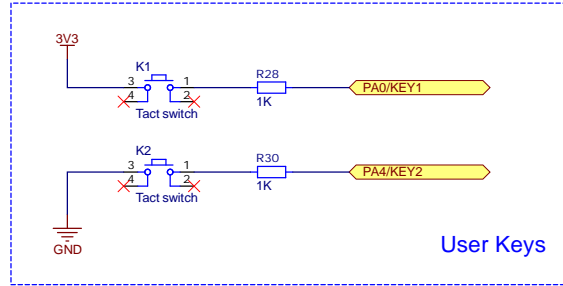 3V3
K1
3 1
4 2
Tact switch
R28
1K
PA0/KEY1
K2
3 1
4 2
Tact switch
R30
1K
PA4/KEY2
GND
User Keys